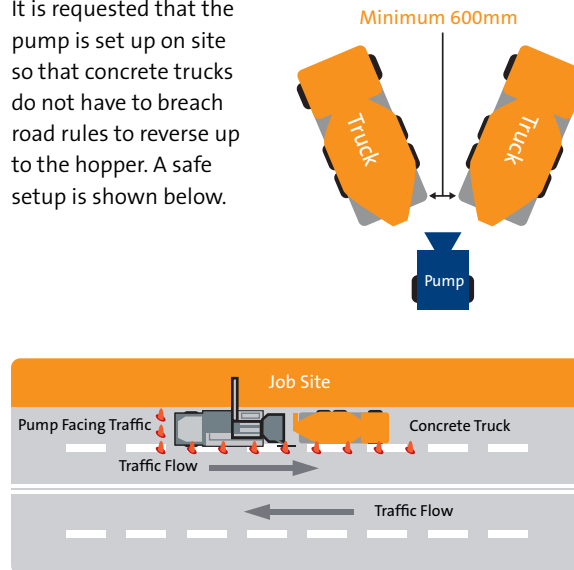 It is requested that the
pump is set up on site
so that concrete trucks
do not have to breach
road rules to reverse up
to the hopper. A safe
setup is shown below.
Minimum 600mm
Truck
Truck
Pump
Job Site
Pump Facing Traffic
Concrete Truck
Traffic Flow
Traffic Flow